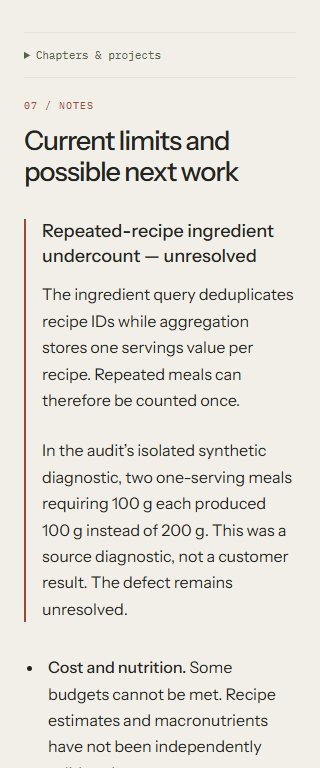 ▶ Chapters & projects
07 / NOTES
Current limits and
possible next work
Repeated-recipe ingredient
undercount — unresolved
The ingredient query deduplicates
recipe IDs while aggregation
stores one servings value per
recipe. Repeated meals can
therefore be counted once.
In the audit’s isolated synthetic
diagnostic, two one-serving meals
requiring 100 g each produced
100 g instead of 200 g. This was a
source diagnostic, not a customer
result. The defect remains
unresolved.
• Cost and nutrition. Some
budgets cannot be met. Recipe
estimates and macronutrients
have not been independently